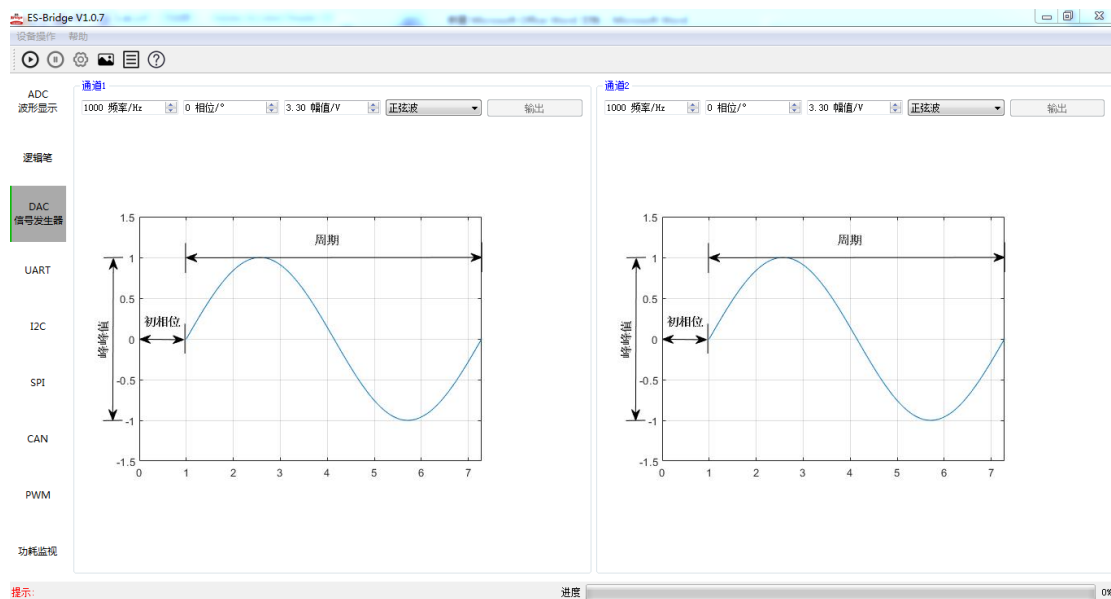 ES-Bridge V1.0.7
设备操作 帮助
ADC
波形显示
逻辑笔
DAC
信号发生器
UART
I2C
SPI
CAN
PWM
功耗监视
通道1
1000 频率/Hz 0 相位/° 3.30 幅值/V 正弦波 输出
周期
初相位
峰峰值
1.5
1
0.5
0
-0.5
-1
-1.5
0 1 2 3 4 5 6 7
通道2
1000 频率/Hz 0 相位/° 3.30 幅值/V 正弦波 输出
周期
初相位
峰峰值
1.5
1
0.5
0
-0.5
-1
-1.5
0 1 2 3 4 5 6 7
提示:
进度 0%